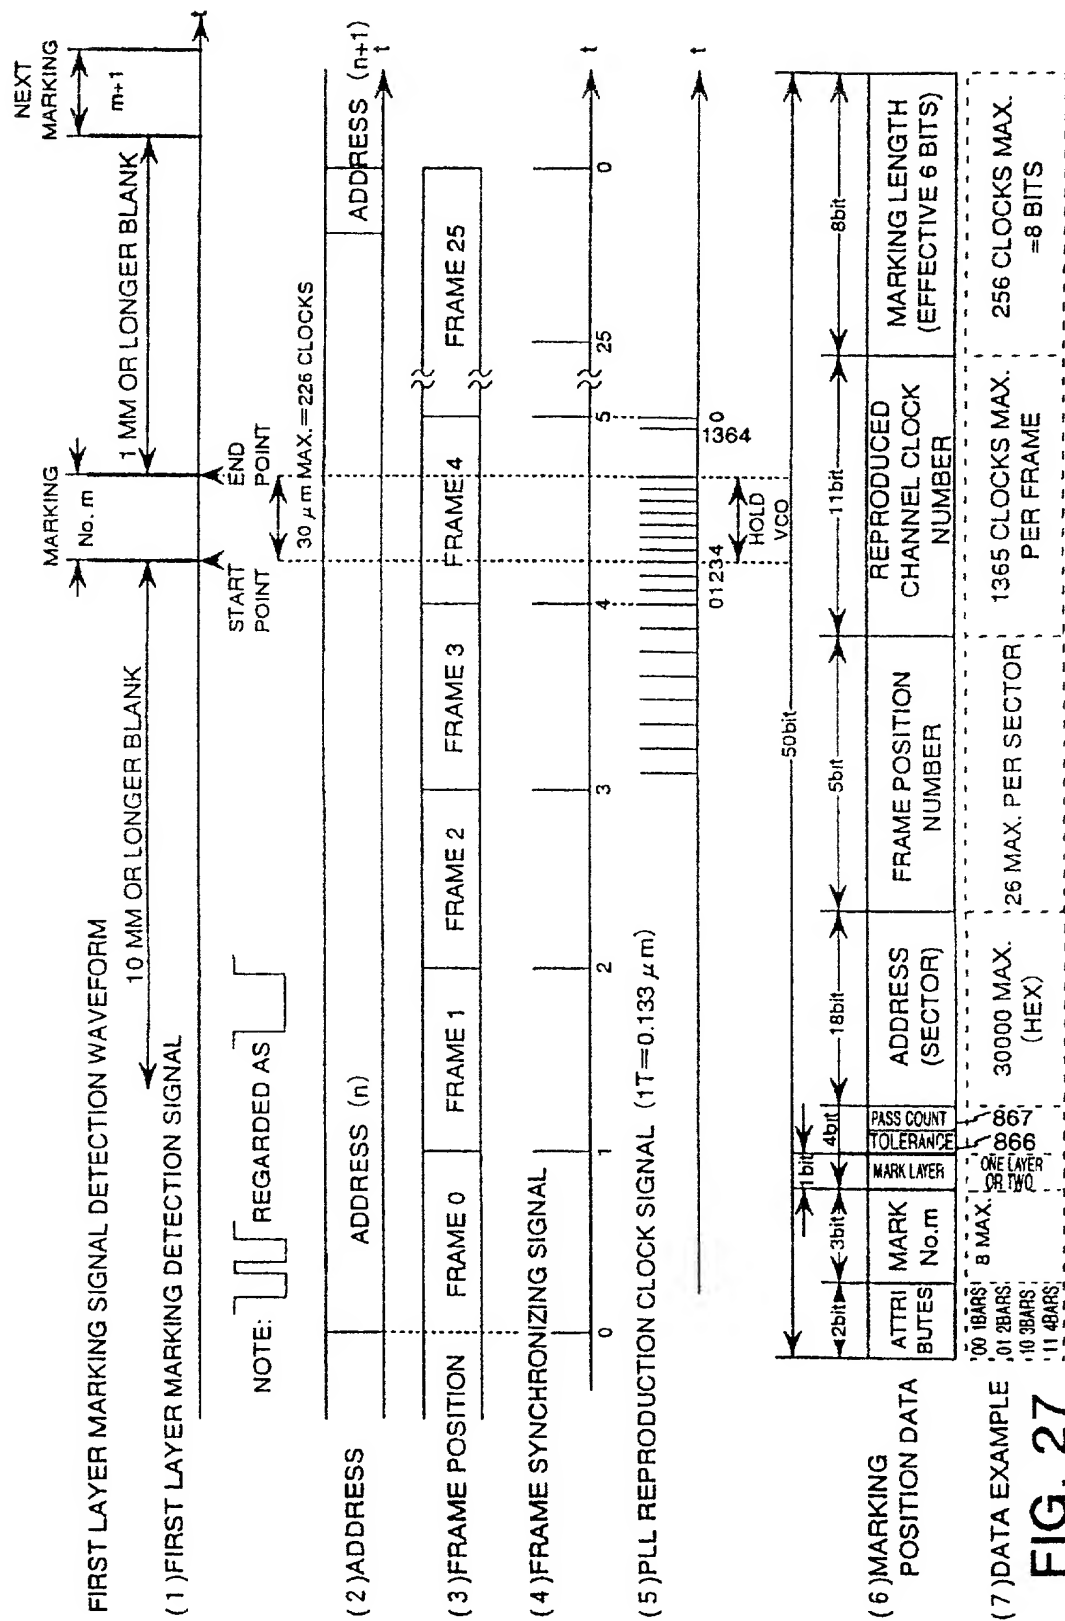 FIRST LAYER MARKING SIGNAL DETECTION WAVEFORM
(1)FIRST LAYER MARKING DETECTION SIGNAL
10 MM OR LONGER BLANK
MARKING
No. m
1 MM OR LONGER BLANK
NEXT
MARKING
m+1
t
START
POINT
END
POINT
NOTE:
REGARDED AS
30 μm MAX.=226 CLOCKS
(2)ADDRESS
ADDRESS (n)
ADDRESS (n+1)
t
(3)FRAME POSITION
FRAME 0
FRAME 1
FRAME 2
FRAME 3
FRAME 4
FRAME 25
(4)FRAME SYNCHRONIZING SIGNAL
0
1
2
3
4
5
25
0
t
(5)PLL REPRODUCTION CLOCK SIGNAL (1T=0.133 μm)
01234
HOLD
VCO
1364
0
t
50bit
2bit
3bit
1bit
4bit
18bit
5bit
11bit
8bit
(6)MARKING
POSITION DATA
ATTRI
BUTES
MARK
No.m
MARK LAYER
TOLERANCE
PASS COUNT
ADDRESS
(SECTOR)
FRAME POSITION
NUMBER
REPRODUCED
CHANNEL CLOCK
NUMBER
MARKING LENGTH
(EFFECTIVE 6 BITS)
(7)DATA EXAMPLE
00 1BARS
01 2BARS
10 3BARS
11 4BARS
8 MAX.
ONE LAYER
OR TWO
866
867
30000 MAX.
(HEX)
26 MAX. PER SECTOR
1365 CLOCKS MAX.
PER FRAME
256 CLOCKS MAX.
=8 BITS
FIG. 27